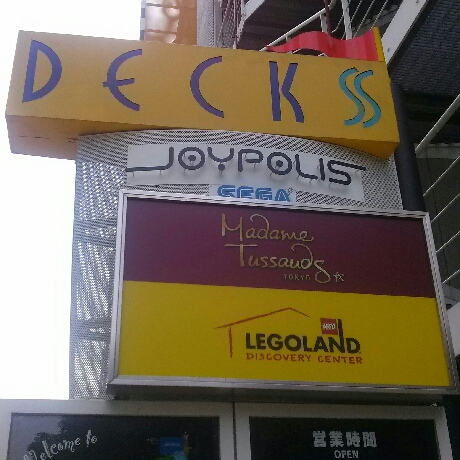 DECKS
JOYPOLIS
SEGA
Madame
Tussauds
TOKYO
LEGO
LEGOLAND
DISCOVERY CENTER
Welcome to
営業時間
OPEN